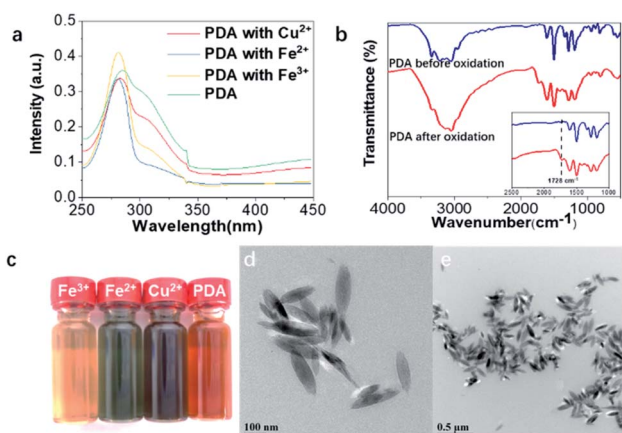 a
PDA with Cu2+
PDA with Fe2+
PDA with Fe3+
PDA
Intensity (a.u.)
0.5
0.4
0.3
0.2
0.1
0.0
250 300 350 400 450
Wavelength(nm)
b
PDA before oxidation
PDA after oxidation
Transmittance (%)
1728 cm-1
2500 2000 1500 1000
4000 3000 2000 1000
Wavenumber(cm-1)
c
Fe3+ Fe2+ Cu2+ PDA
d
100 nm
e
0.5 µm